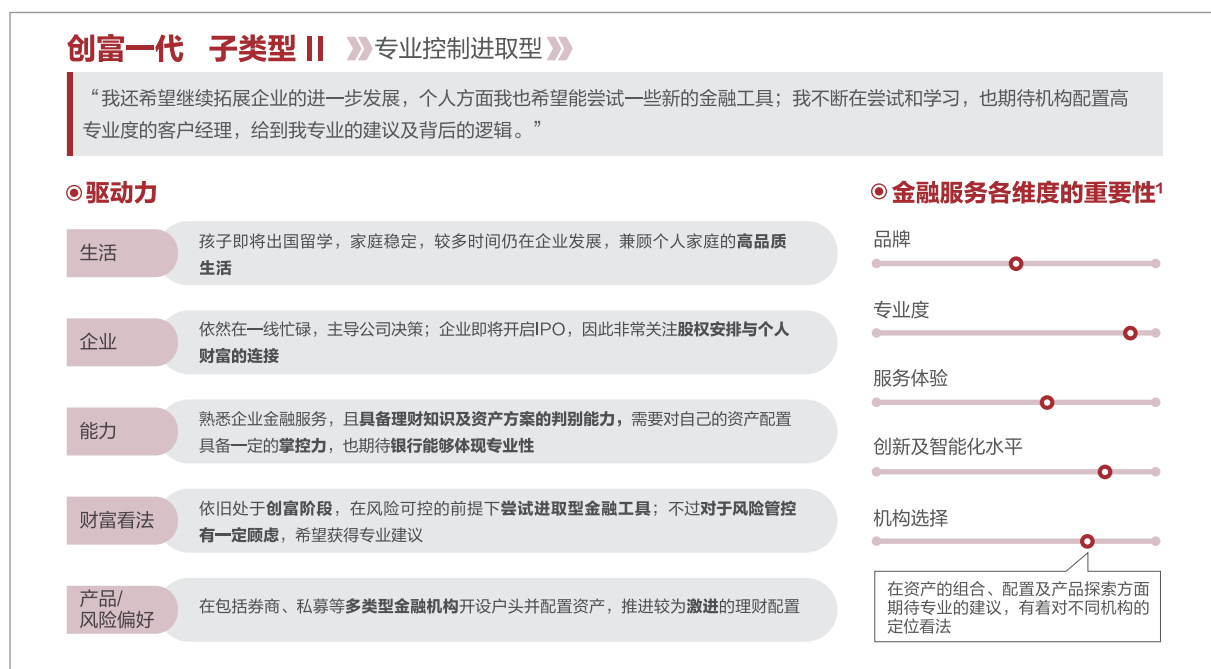 创富一代 子类型 II 专业控制进取型
“我还希望继续拓展企业的进一步发展，个人方面我也希望能尝试一些新的金融工具；我不断在尝试和学习，也期待机构配置高
专业度的客户经理，给到我专业的建议及背后的逻辑。”
驱动力
生活
孩子即将出国留学，家庭稳定，较多时间仍在企业发展，兼顾个人家庭的高品质
生活
企业
依然在一线忙碌，主导公司决策；企业即将开启IPO，因此非常关注股权安排与个人
财富的连接
能力
熟悉企业金融服务，且具备理财知识及资产方案的判别能力，需要对自己的资产配置
具备一定的掌控力，也期待银行能够体现专业性
财富看法
依旧处于创富阶段，在风险可控的前提下尝试进取型金融工具；不过对于风险管控
有一定顾虑，希望获得专业建议
产品/
风险偏好
在包括券商、私募等多类型金融机构开设户头并配置资产，推进较为激进的理财配置
金融服务各维度的重要性¹
品牌
专业度
服务体验
创新及智能化水平
机构选择
在资产的组合、配置及产品探索方面
期待专业的建议，有着对不同机构的
定位看法